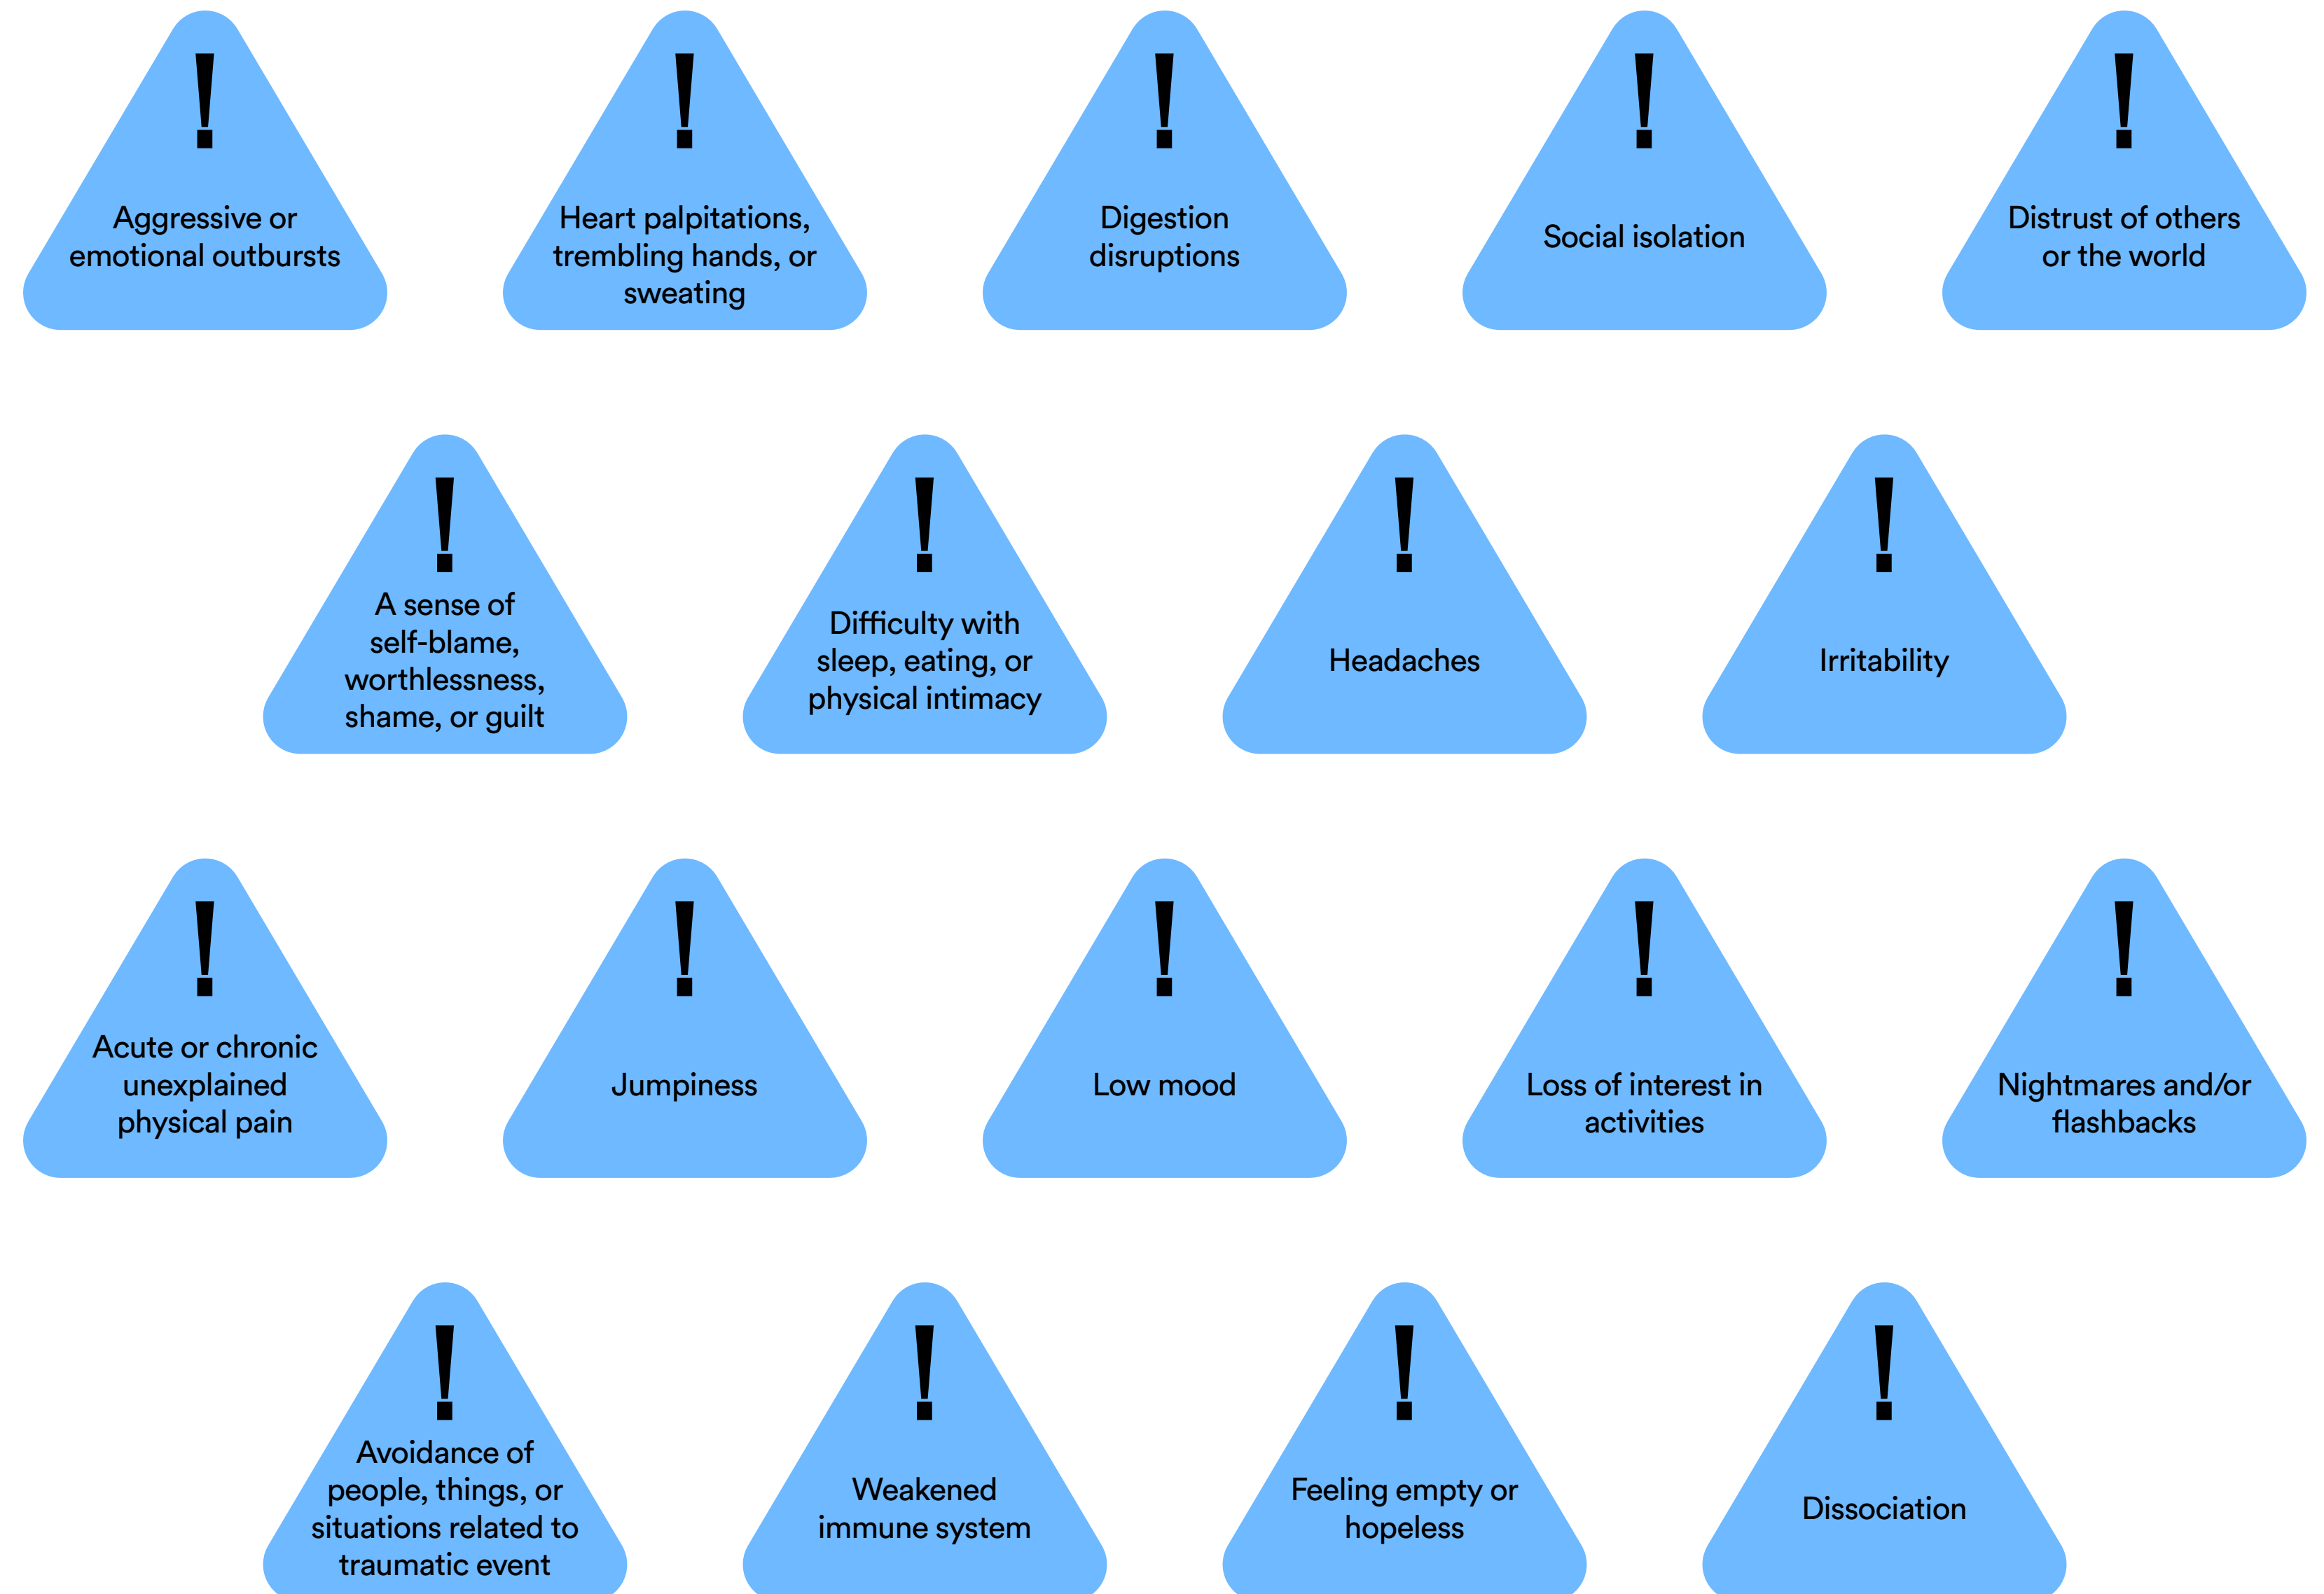 !
Aggressive or
emotional outbursts
!
Heart palpitations,
trembling hands, or
sweating
!
Digestion
disruptions
!
Social isolation
!
Distrust of others
or the world
!
A sense of
self-blame,
worthlessness,
shame, or guilt
!
Difficulty with
sleep, eating, or
physical intimacy
!
Headaches
!
Irritability
!
Acute or chronic
unexplained
physical pain
!
Jumpiness
!
Low mood
!
Loss of interest in
activities
!
Nightmares and/or
flashbacks
!
Avoidance of
people, things, or
situations related to
traumatic event
!
Weakened
immune system
!
Feeling empty or
hopeless
!
Dissociation